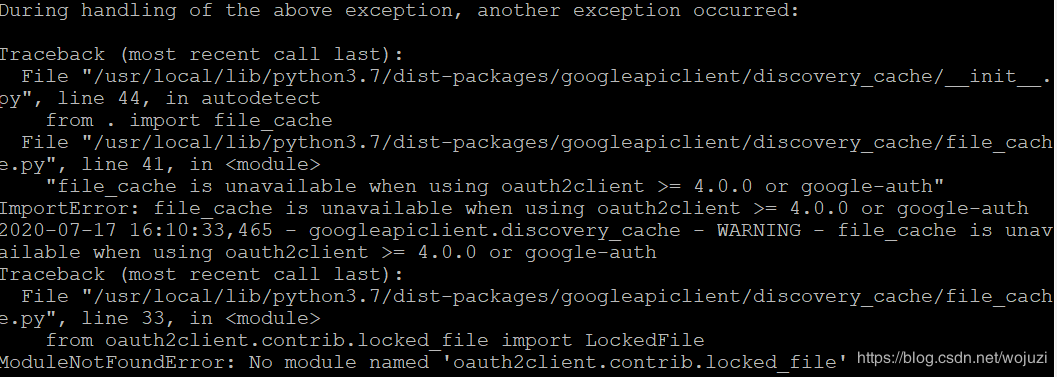 During handling of the above exception, another exception occurred:
Traceback (most recent call last):
  File "/usr/local/lib/python3.7/dist-packages/googleapiclient/discovery_cache/__init__.
py", line 44, in autodetect
    from . import file_cache
  File "/usr/local/lib/python3.7/dist-packages/googleapiclient/discovery_cache/file_cach
e.py", line 41, in <module>
    "file_cache is unavailable when using oauth2client >= 4.0.0 or google-auth"
ImportError: file_cache is unavailable when using oauth2client >= 4.0.0 or google-auth
2020-07-17 16:10:33,465 - googleapiclient.discovery_cache - WARNING - file_cache is unav
ailable when using oauth2client >= 4.0.0 or google-auth
Traceback (most recent call last):
  File "/usr/local/lib/python3.7/dist-packages/googleapiclient/discovery_cache/file_cach
e.py", line 33, in <module>
    from oauth2client.contrib.locked_file import LockedFile
ModuleNotFoundError: No module named 'oauth2client.contrib.locked_file'
https://blog.csdn.net/wojuzi